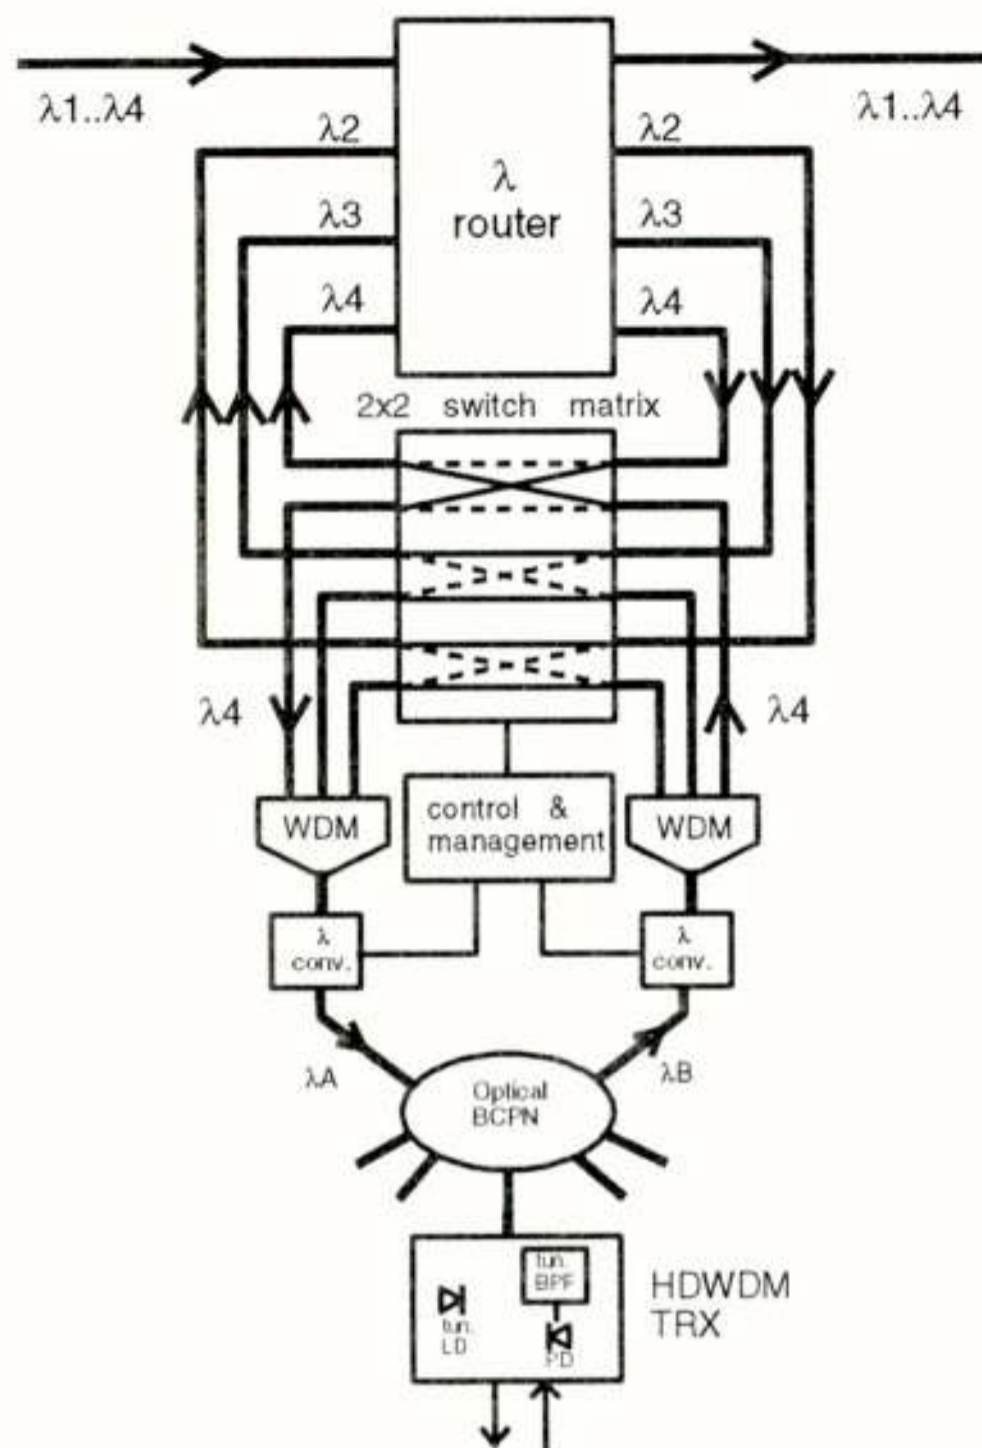 λ1..λ4
λ1..λ4
λ2
λ2
λ
router
λ3
λ3
λ4
λ4
2x2 switch matrix
λ4
λ4
WDM
control &
management
WDM
λ
conv.
λ
conv.
λA
λB
Optical
BCPN
tun.
BPF
tun.
LD
PD
HDWDM
TRX